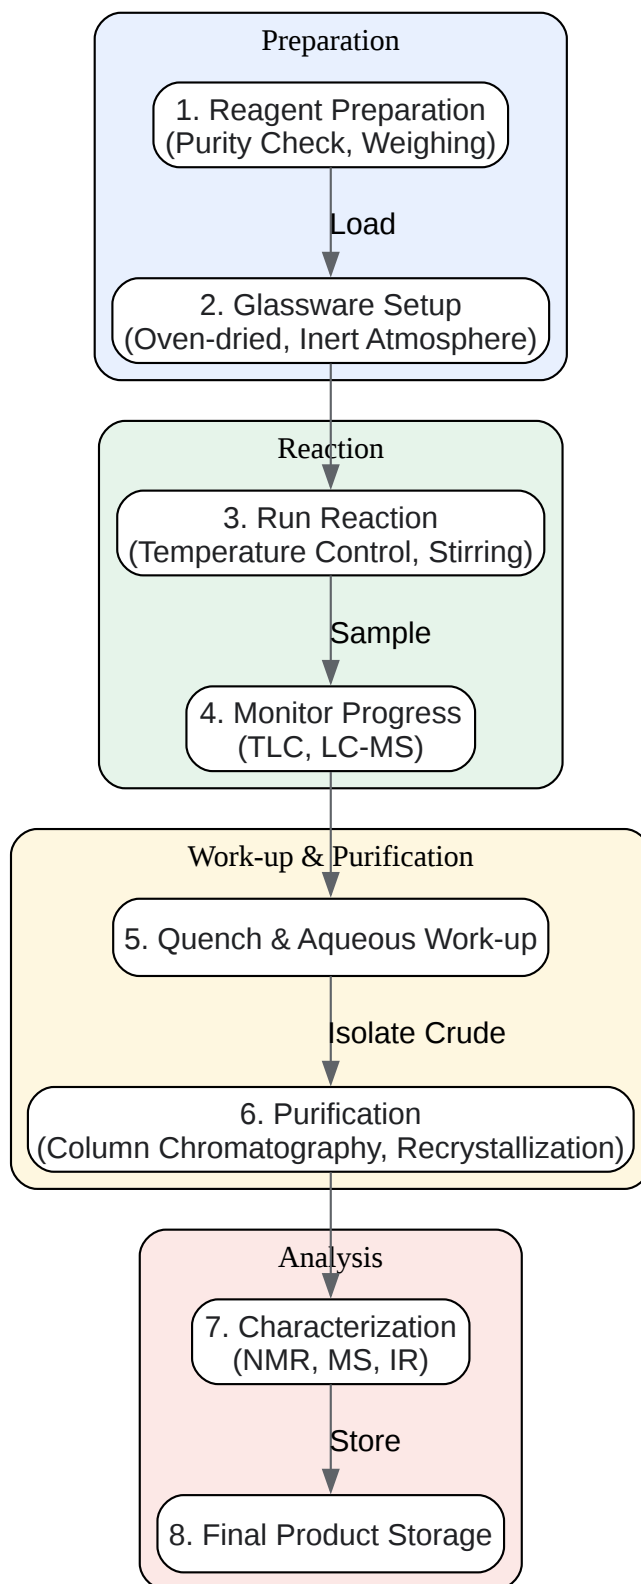 Preparation
1. Reagent Preparation
(Purity Check, Weighing)
Load
2. Glassware Setup
(Oven-dried, Inert Atmosphere)
Reaction
3. Run Reaction
(Temperature Control, Stirring)
Sample
4. Monitor Progress
(TLC, LC-MS)
Work-up & Purification
5. Quench & Aqueous Work-up
Isolate Crude
6. Purification
(Column Chromatography, Recrystallization)
Analysis
7. Characterization
(NMR, MS, IR)
Store
8. Final Product Storage